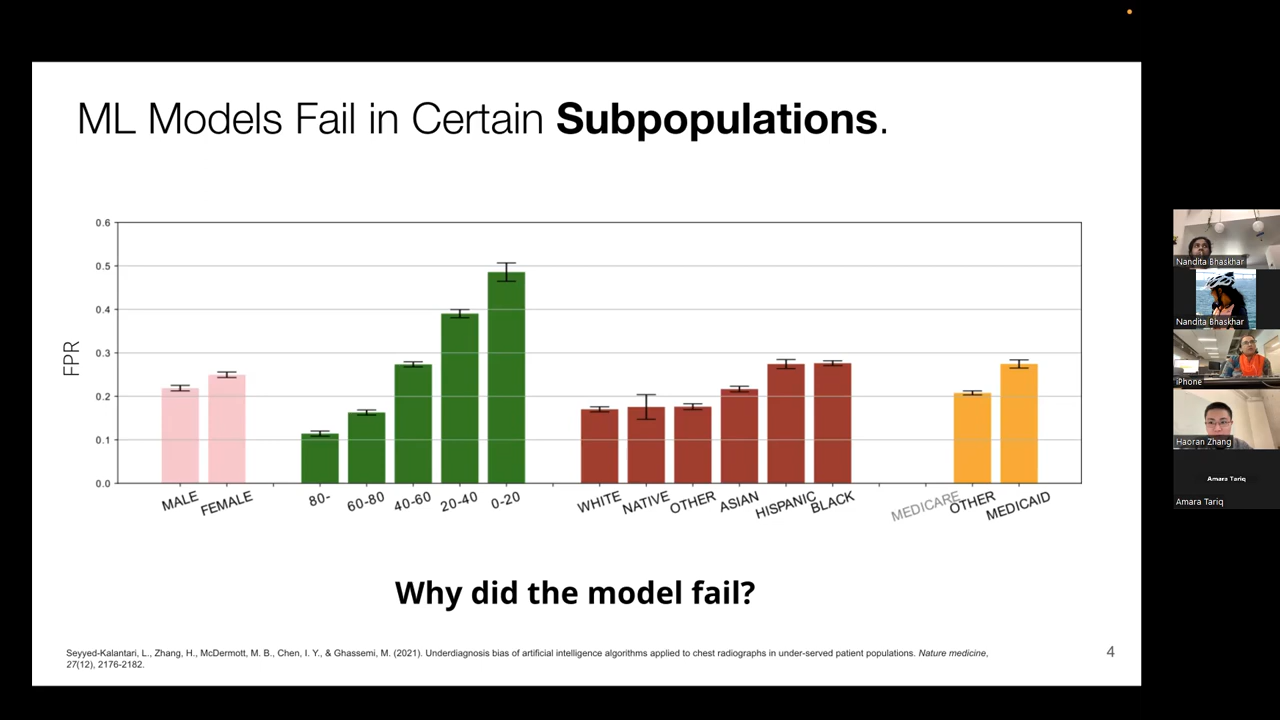 ML Models Fail in Certain Subpopulations.
FPR
0.6
0.5
0.4
0.3
0.2
0.1
0.0
MALE
FEMALE
80-
60-80
40-60
20-40
0-20
WHITE
NATIVE
OTHER
ASIAN
HISPANIC
BLACK
MEDICARE
OTHER
MEDICAID
Why did the model fail?
Seyyed-Kalantari, L., Zhang, H., McDermott, M. B., Chen, I. Y., & Ghassemi, M. (2021). Underdiagnosis bias of artificial intelligence algorithms applied to chest radiographs in under-served patient populations. Nature medicine,
27(12), 2176-2182.
4
Nandita Bhaskhar
Nandita Bhaskhar
iPhone
Haoran Zhang
Amara Tariq
Amara Tariq